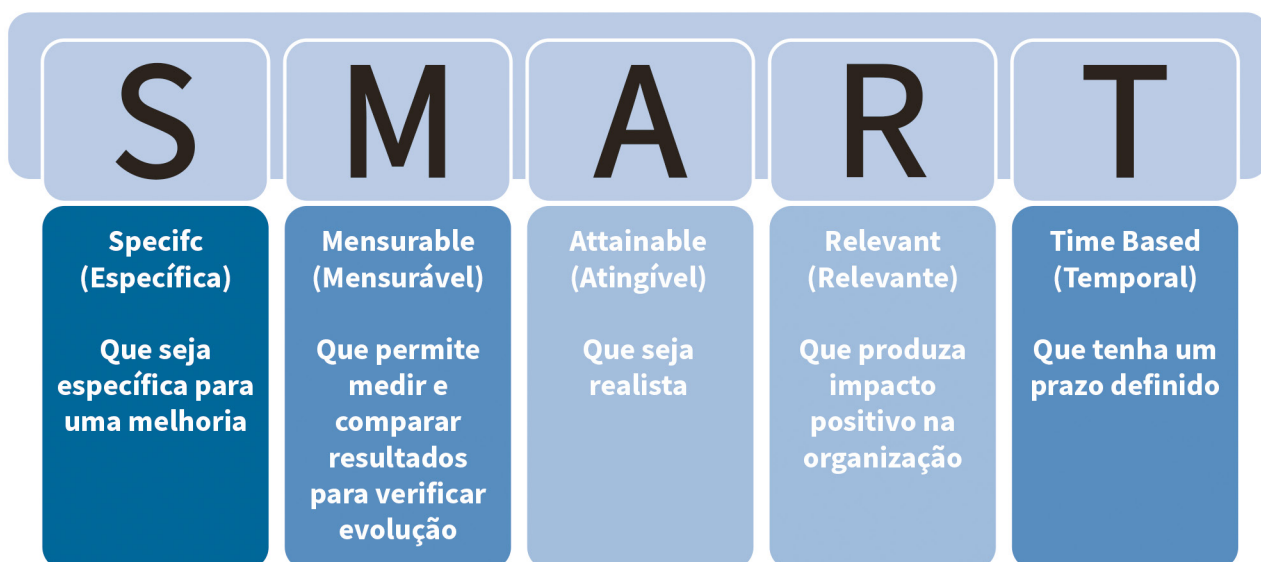 S
M
A
R
T
Specifc
(Específica)
Que seja
específica para
uma melhoria
Mensurable
(Mensurável)
Que permite
medir e
comparar
resultados
para verificar
evolução
Attainable
(Atingível)
Que seja
realista
Relevant
(Relevante)
Que produza
impacto
positivo na
organização
Time Based
(Temporal)
Que tenha um
prazo definido